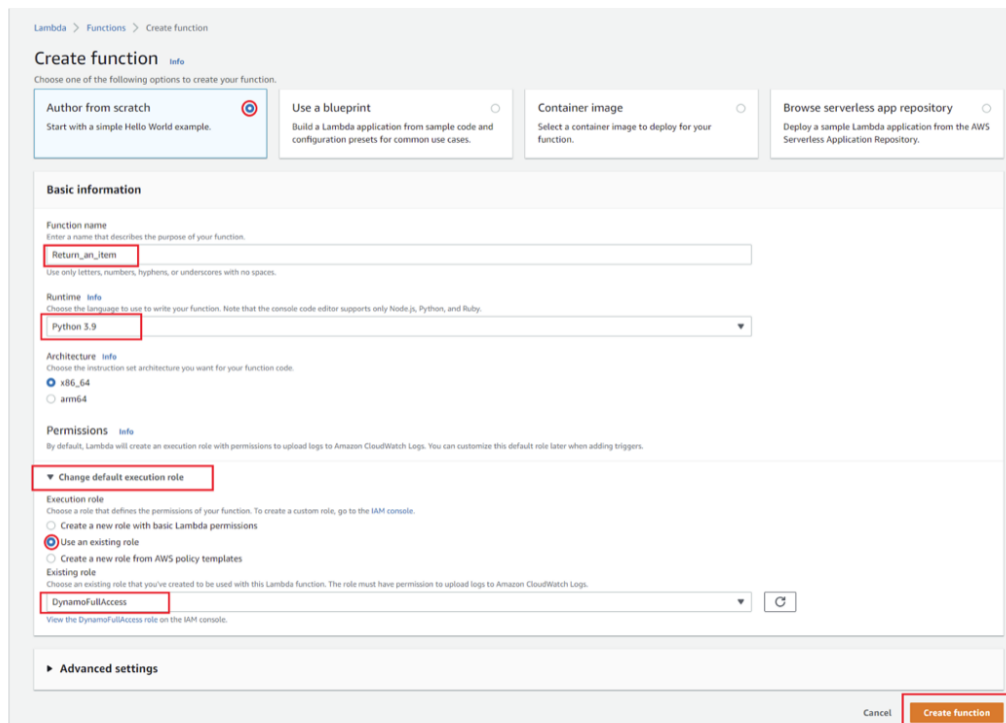 Lambda > Functions > Create function
Create function Info
Choose one of the following options to create your function.
Author from scratch
Start with a simple Hello World example.
Use a blueprint
Build a Lambda application from sample code and
configuration presets for common use cases.
Container image
Select a container image to deploy for your
function.
Browse serverless app repository
Deploy a sample Lambda application from the AWS
Serverless Application Repository.
Basic information
Function name
Enter a name that describes the purpose of your function.
Return_an_item
Use only letters, numbers, hyphens, or underscores with no spaces.
Runtime Info
Choose the language to use to write your function. Note that the console code editor supports only Node.js, Python, and Ruby.
Python 3.9
Architecture Info
Choose the instruction set architecture you want for your function code.
x86_64
arm64
Permissions Info
By default, Lambda will create an execution role with permissions to upload logs to Amazon CloudWatch Logs. You can customize this default role later when adding triggers.
Change default execution role
Execution role
Choose a role that defines the permissions of your function. To create a custom role, go to the IAM console.
Create a new role with basic Lambda permissions
Use an existing role
Create a new role from AWS policy templates
Existing role
Choose an existing role that you've created to be used with this Lambda function. The role must have permission to upload logs to Amazon CloudWatch Logs.
DynamoFullAccess
View the DynamoFullAccess role on the IAM console.
Advanced settings
Cancel Create function